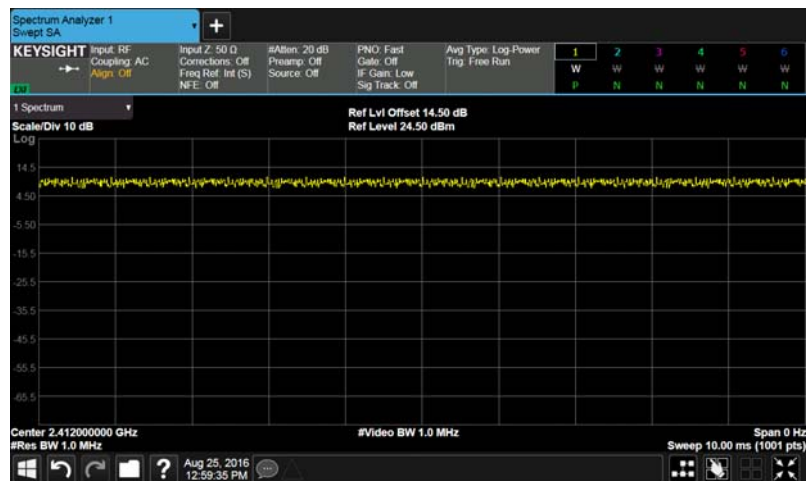 Spectrum Analyzer 1
Swept SA
+
KEYSIGHT
Input: RF
Coupling: AC
Align: Off
Input Z: 50 Ω
Corrections: Off
Freq Ref: Int (S)
NFE: Off
#Atten: 20 dB
Preamp: Off
Source: Off
PNO: Fast
Gate: Off
IF Gain: Low
Sig Track: Off
Avg Type: Log-Power
Trig: Free Run
1 2 3 4 5 6
W W W W W W
P N N N N N
LXI
1 Spectrum
Scale/Div 10 dB
Ref Lvl Offset 14.50 dB
Ref Level 24.50 dBm
Log
14.5
4.50
-5.50
-15.5
-25.5
-35.5
-45.5
-55.5
-65.5
Center 2.412000000 GHz
#Video BW 1.0 MHz
Span 0 Hz
#Res BW 1.0 MHz
Sweep 10.00 ms (1001 pts)
?
Aug 25, 2016
12:59:35 PM